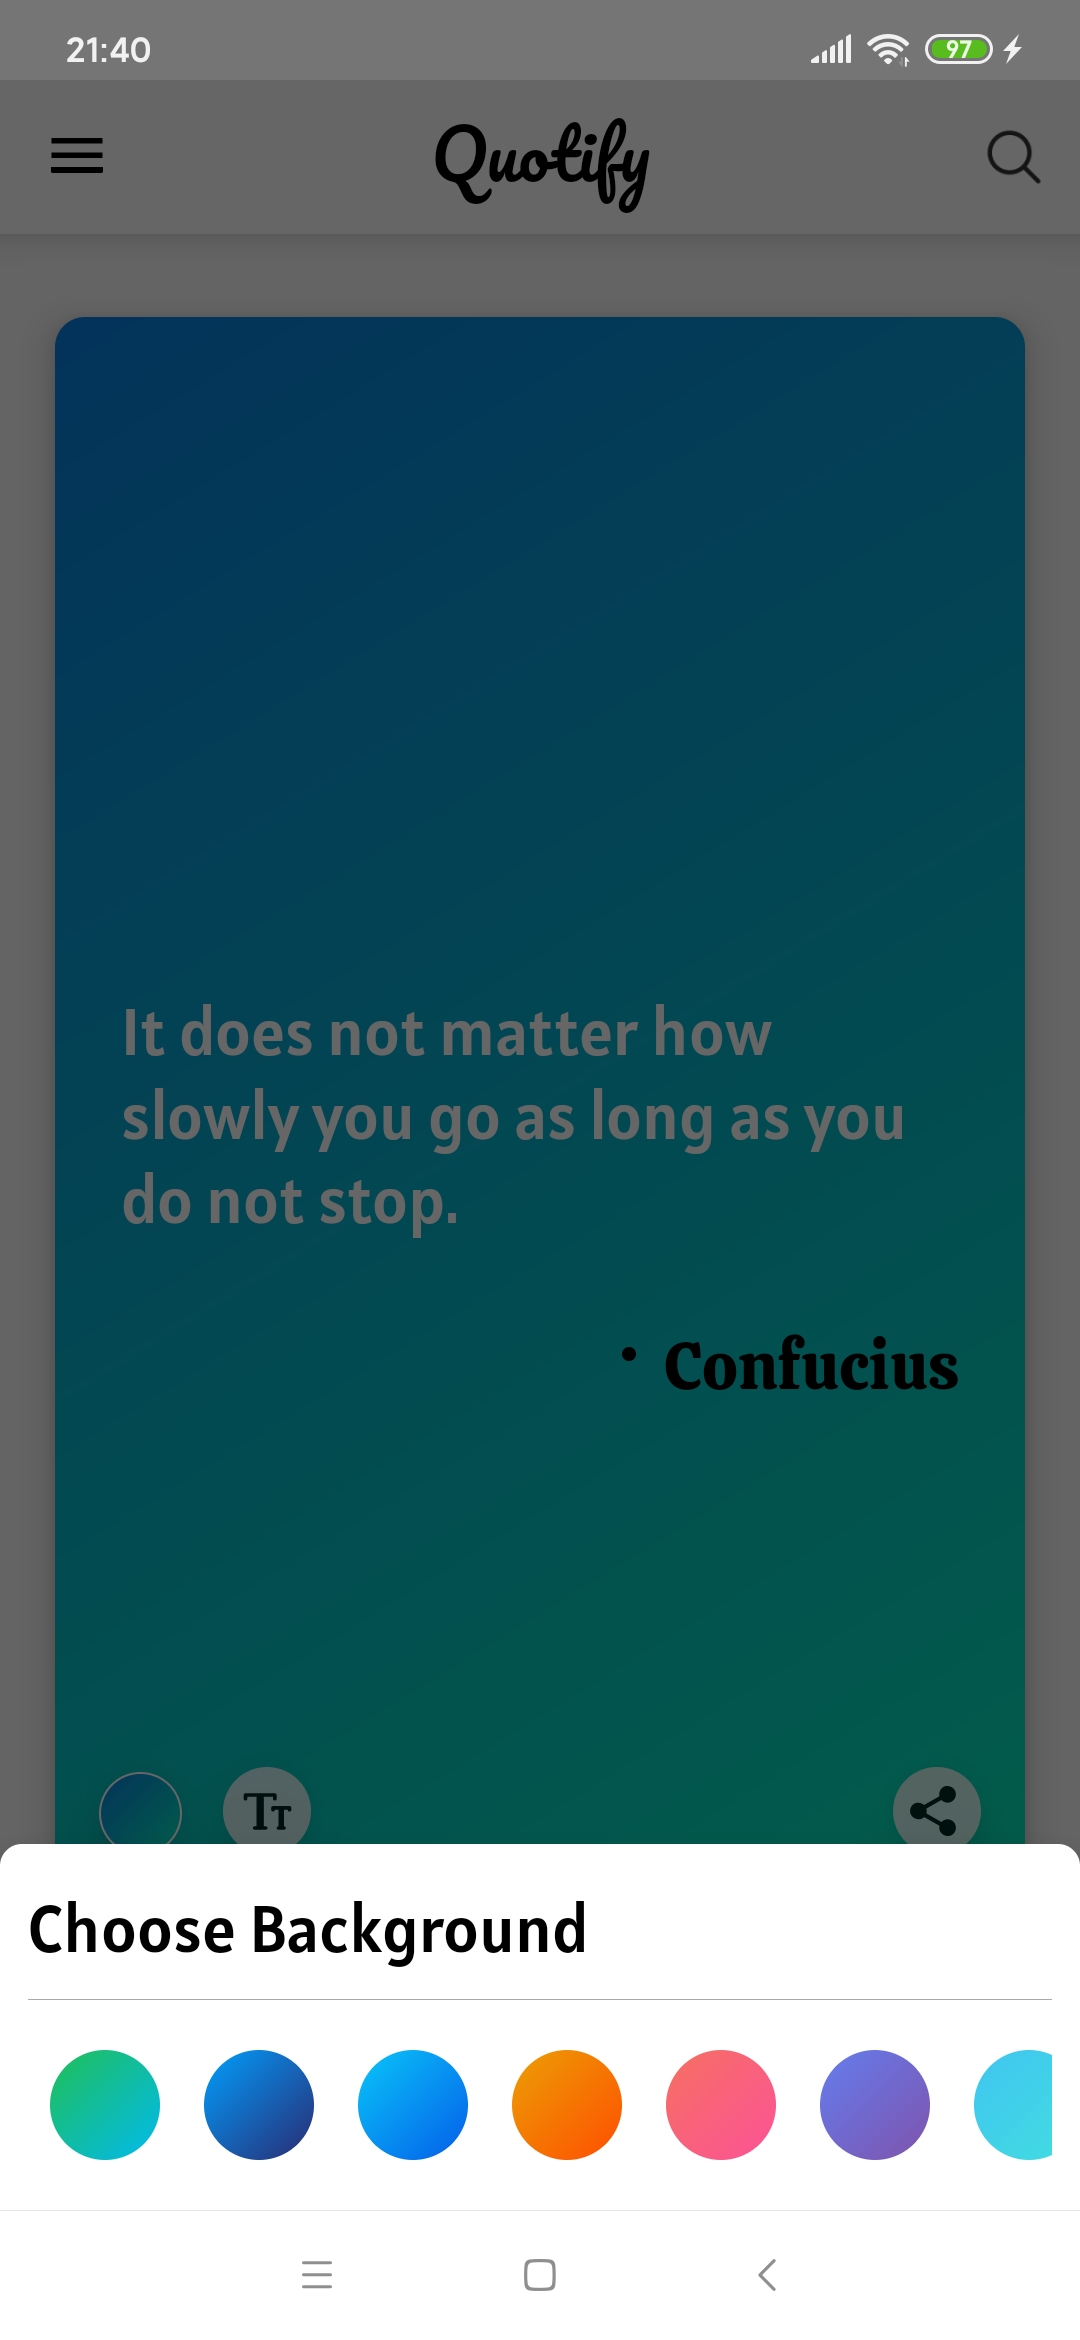 21:40
97
Quotify
It does not matter how
slowly you go as long as you
do not stop.
• Confucius
TT
Choose Background